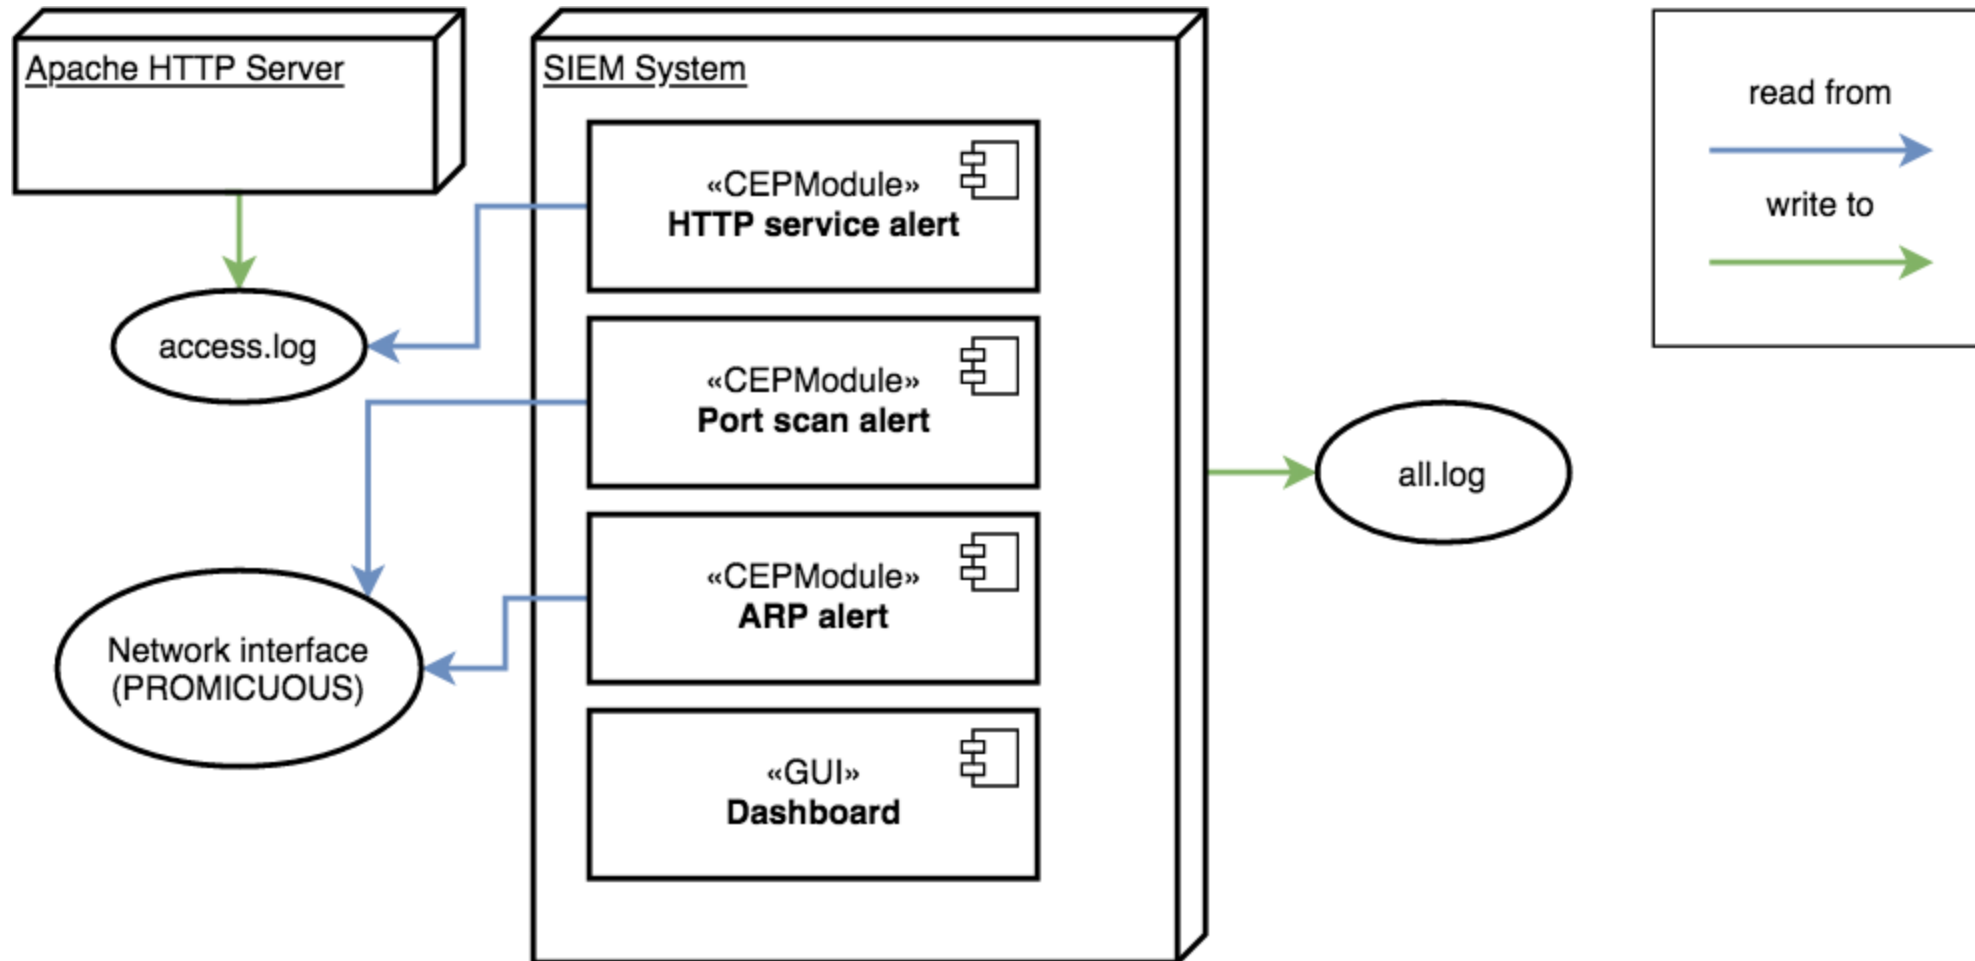 Apache HTTP Server
SIEM System
read from
write to
«CEPModule»
HTTP service alert
access.log
«CEPModule»
Port scan alert
all.log
«CEPModule»
ARP alert
Network interface
(PROMICUOUS)
«GUI»
Dashboard